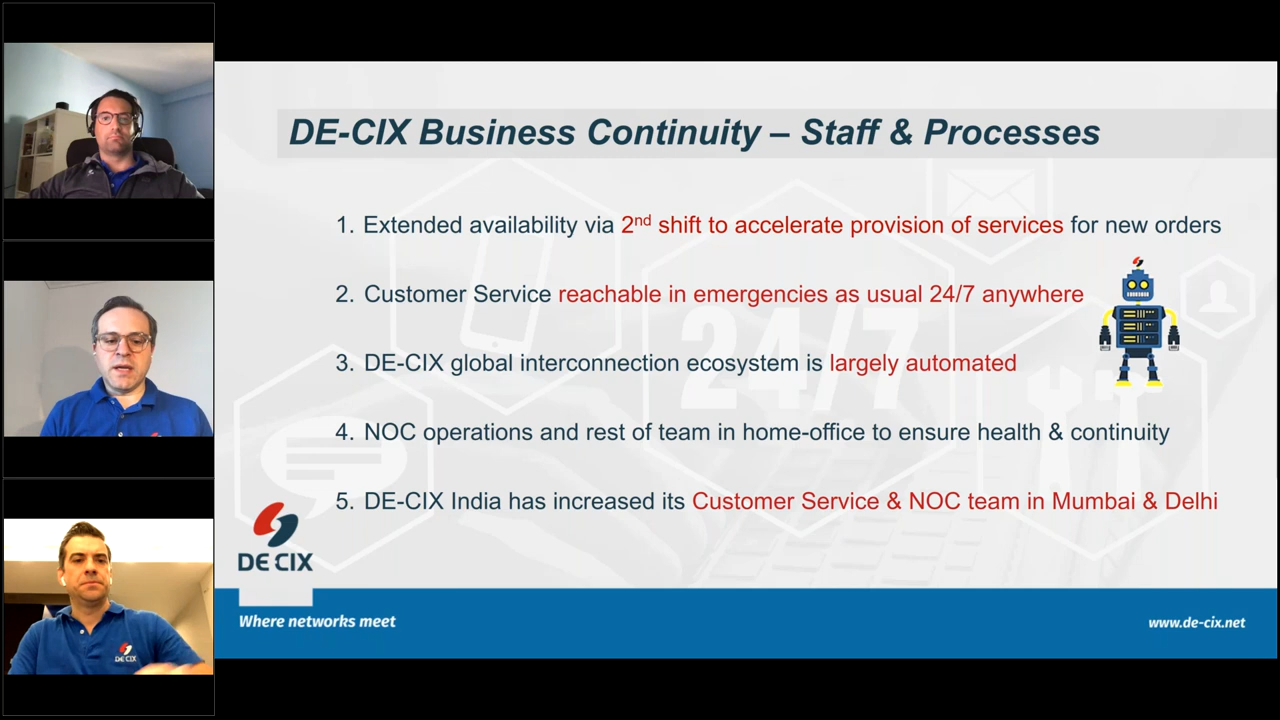 DE-CIX Business Continuity – Staff & Processes
1. Extended availability via 2nd shift to accelerate provision of services for new orders
2. Customer Service reachable in emergencies as usual 24/7 anywhere
3. DE-CIX global interconnection ecosystem is largely automated
24/7
4. NOC operations and rest of team in home-office to ensure health & continuity
5. DE-CIX India has increased its Customer Service & NOC team in Mumbai & Delhi
DE CIX
Where networks meet
www.de-cix.net
DE CIX